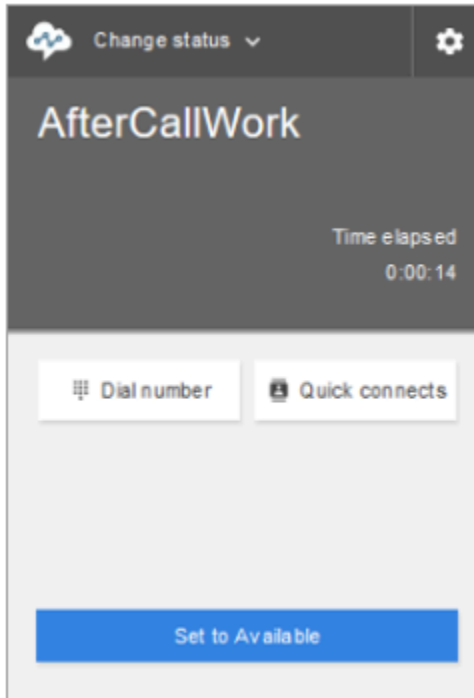 Change status
AfterCallWork
Time elapsed
0:00:14
Dial number
Quick connects
Set to Available